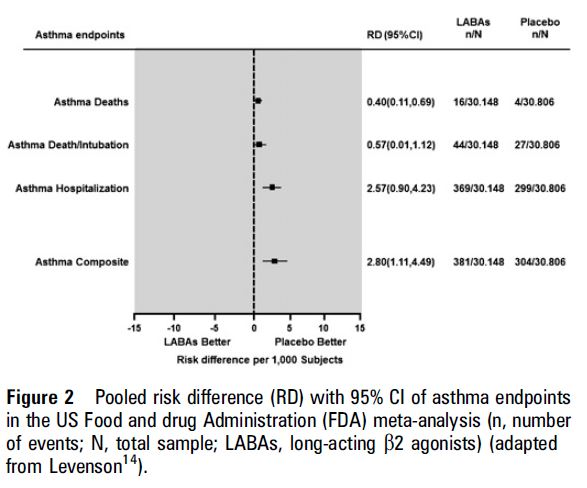 Asthma endpoints RD (95%CI) LABAs n/N Placebo n/N
Asthma Deaths 0.40(0.11,0.69) 16/30.148 4/30.806
Asthma Death/Intubation 0.57(0.01,1.12) 44/30.148 27/30.806
Asthma Hospitalization 2.57(0.90,4.23) 369/30.148 299/30.806
Asthma Composite 2.80(1.11,4.49) 381/30.148 304/30.806
-15 -10 -5 0 5 10 15
LABAs Better Placebo Better
Risk difference per 1,000 Subjects
Figure 2 Pooled risk difference (RD) with 95% CI of asthma endpoints
in the US Food and drug Administration (FDA) meta-analysis (n, number
of events; N, total sample; LABAs, long-acting β2 agonists) (adapted
from Levenson14).